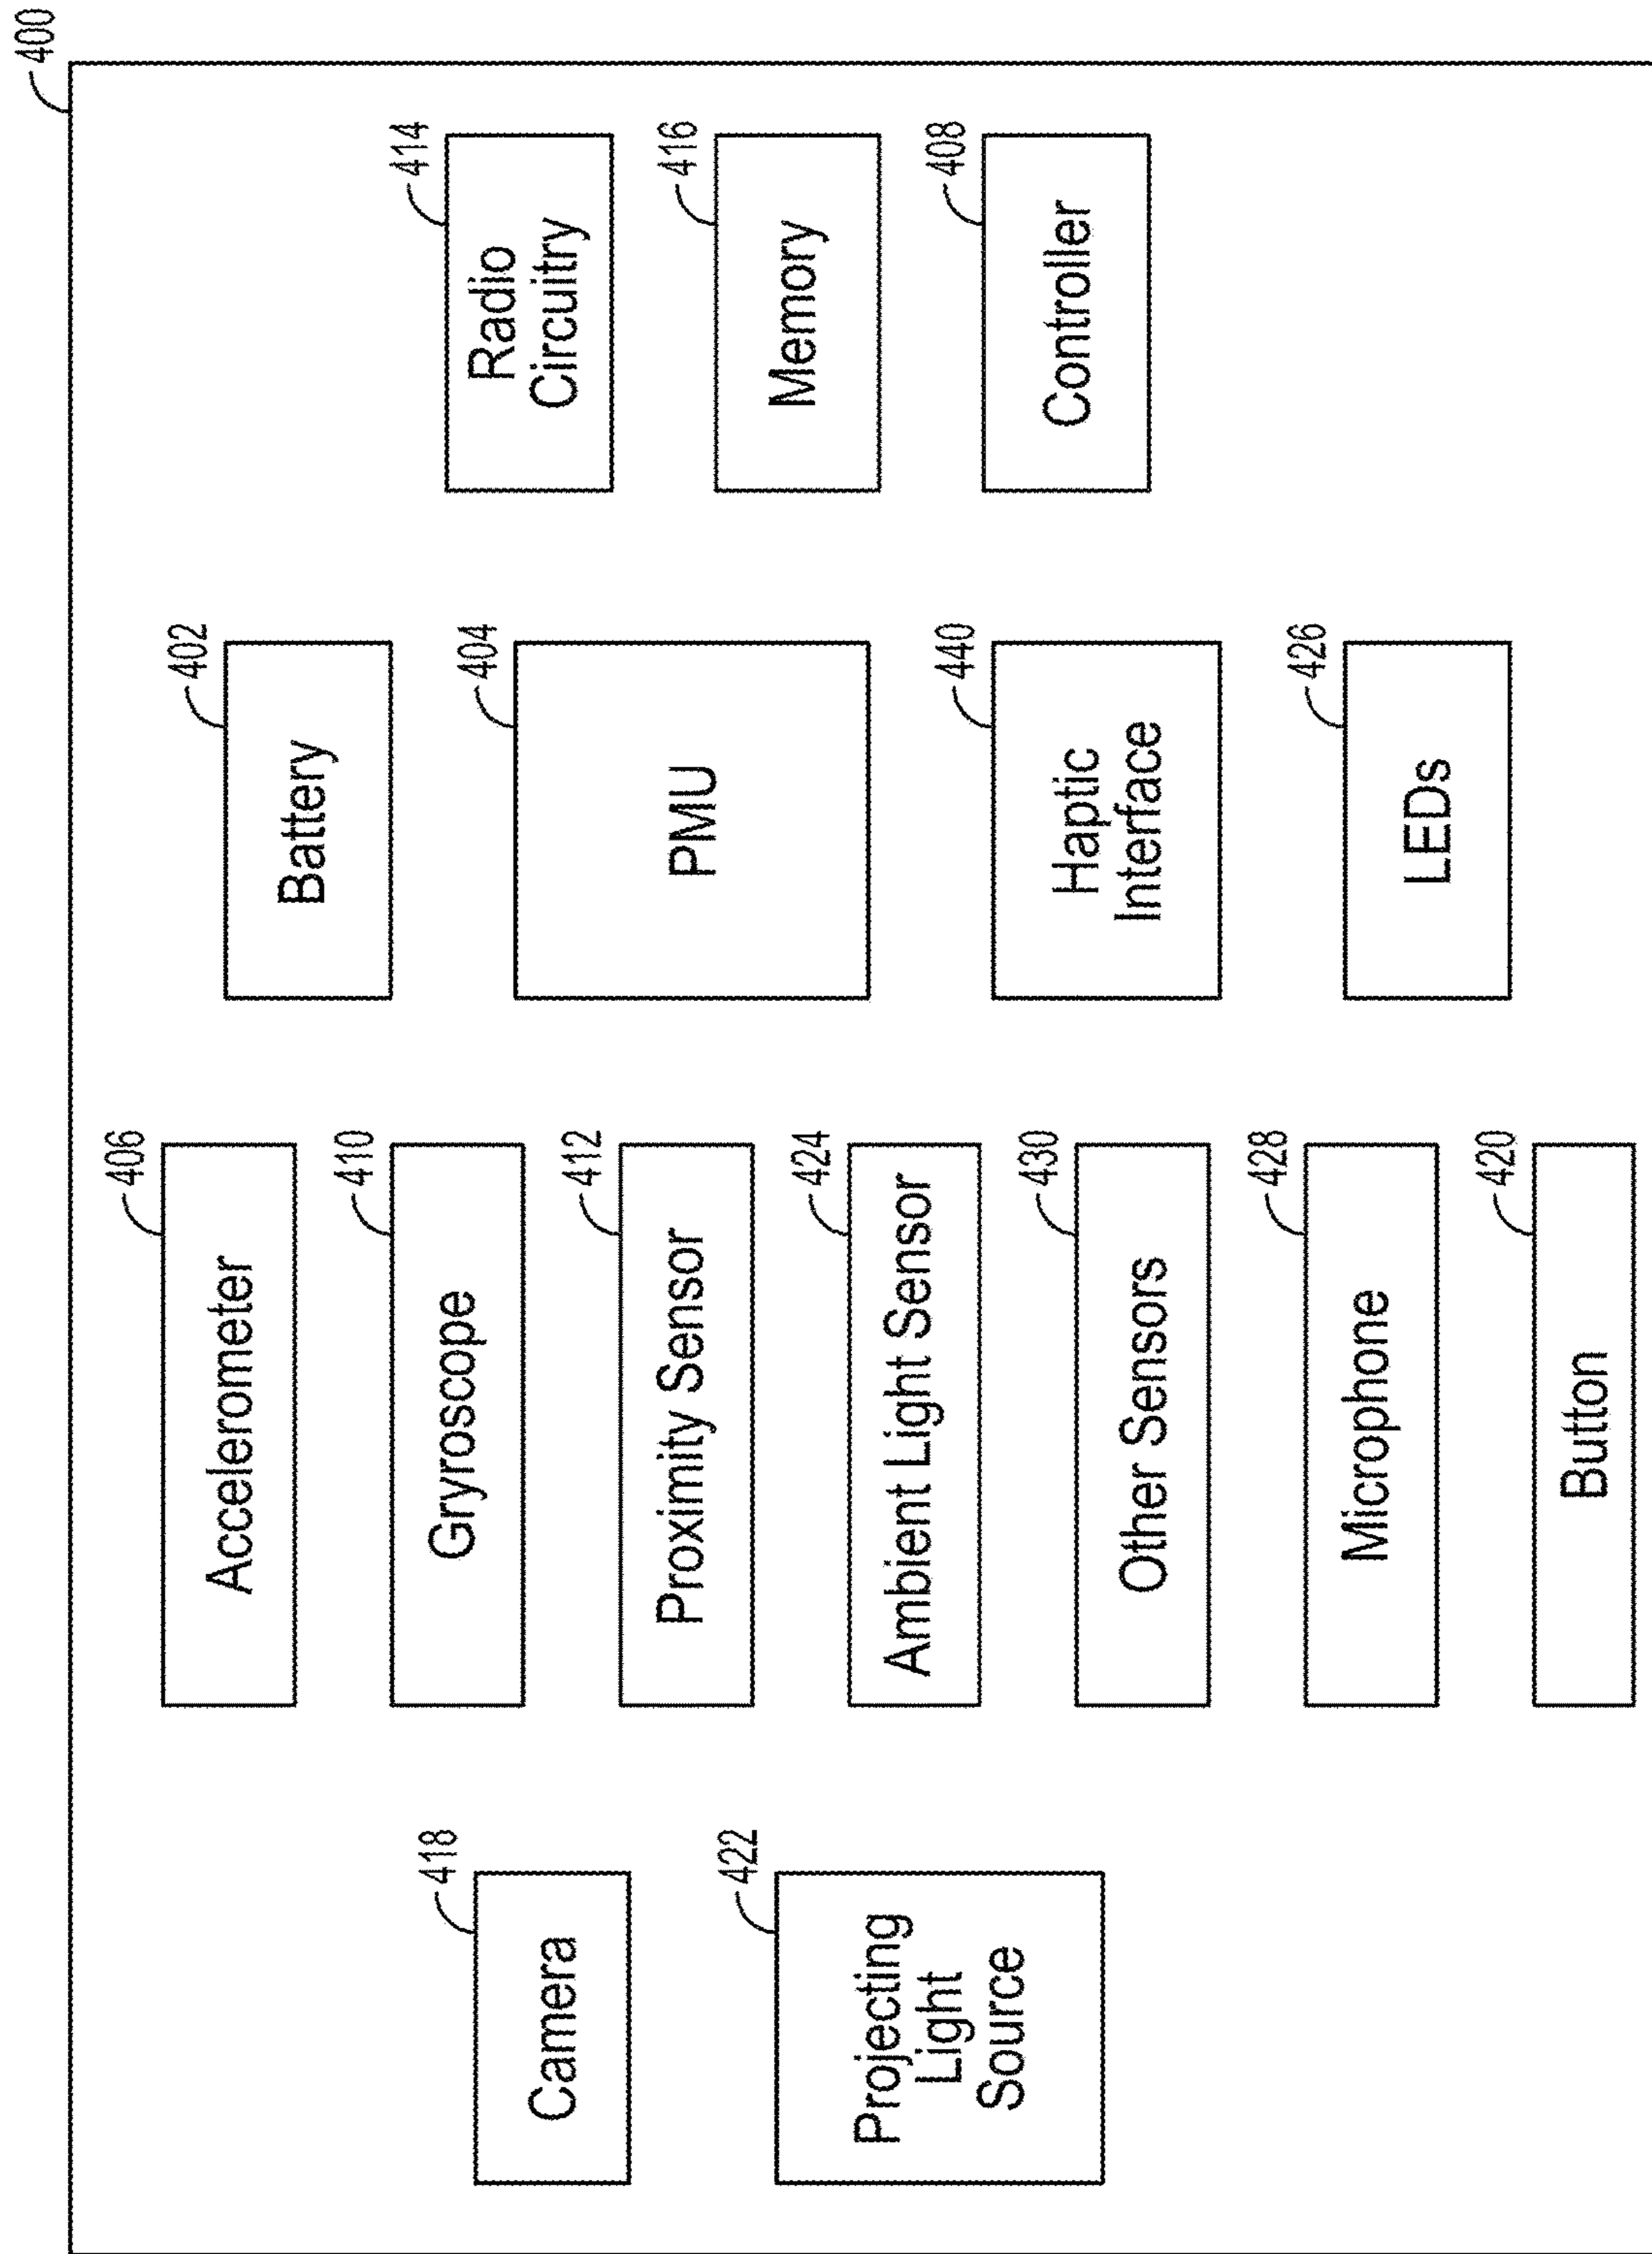 400
418
Camera
422
Projecting
Light
Source
406
Accelerometer
410
Gryroscope
412
Proximity Sensor
424
Ambient Light Sensor
430
Other Sensors
428
Microphone
420
Button
402
Battery
404
PMU
440
Haptic
Interface
426
LEDs
414
Radio
Circuitry
416
Memory
408
Controller